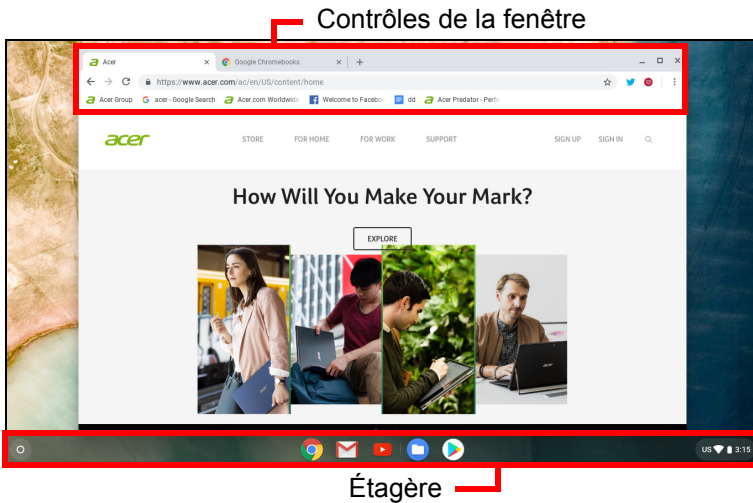 Contrôles de la fenêtre
Acer × Google Chromebooks × +
https://www.acer.com/ac/en/US/content/home
Acer Group acer - Google Search Acer.com Worldwide Welcome to Facebo dd Acer Predator - Perfo
acer STORE FOR HOME FOR WORK SUPPORT SIGN UP SIGN IN
How Will You Make Your Mark?
EXPLORE
US 3:15
Étagère